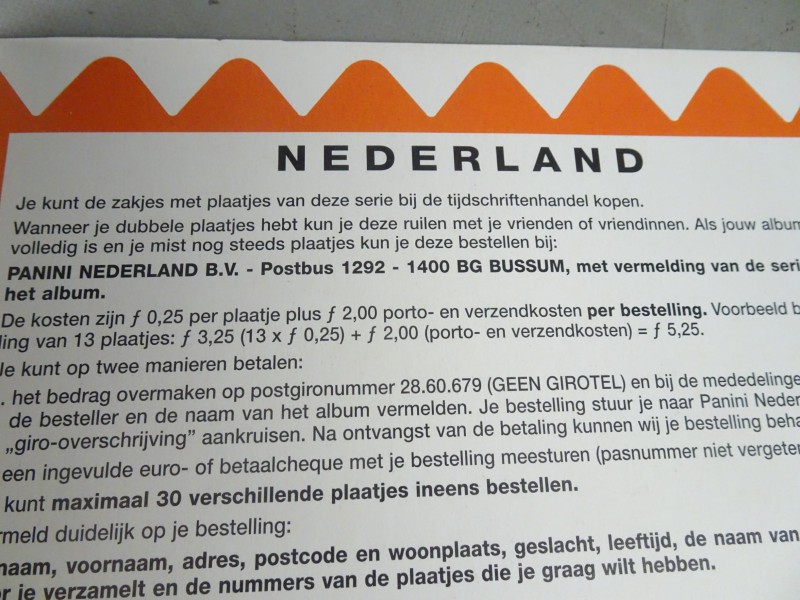 NEDERLAND
Je kunt de zakjes met plaatjes van deze serie bij de tijdschriftenhandel kopen.
Wanneer je dubbele plaatjes hebt kun je deze ruilen met je vrienden of vriendinnen. Als jouw album
volledig is en je mist nog steeds plaatjes kun je deze bestellen bij:
PANINI NEDERLAND B.V. - Postbus 1292 - 1400 BG BUSSUM, met vermelding van de seri
het album.
De kosten zijn ƒ 0,25 per plaatje plus ƒ 2,00 porto- en verzendkosten per bestelling. Voorbeeld b
ling van 13 plaatjes: ƒ 3,25 (13 x ƒ 0,25) + ƒ 2,00 (porto- en verzendkosten) = ƒ 5,25.
Je kunt op twee manieren betalen:
. het bedrag overmaken op postgironummer 28.60.679 (GEEN GIROTEL) en bij de mededelinge
de besteller en de naam van het album vermelden. Je bestelling stuur je naar Panini Neder
„giro-overschrijving” aankruisen. Na ontvangst van de betaling kunnen wij je bestelling beha
een ingevulde euro- of betaalcheque met je bestelling meesturen (pasnummer niet vergeten
kunt maximaal 30 verschillende plaatjes ineens bestellen.
rmeld duidelijk op je bestelling:
naam, voornaam, adres, postcode en woonplaats, geslacht, leeftijd, de naam van
or je verzamelt en de nummers van de plaatjes die je graag wilt hebben.